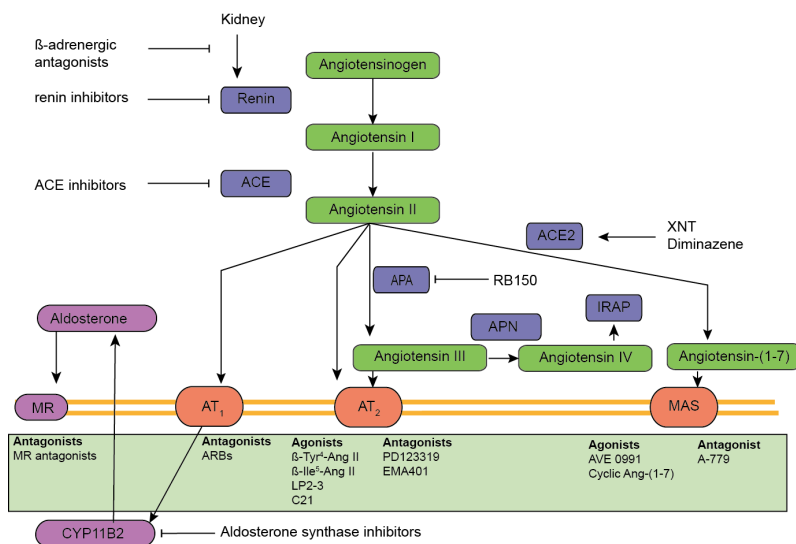 Kidney
ß-adrenergic
antagonists
Angiotensinogen
renin inhibitors
Renin
Angiotensin I
ACE inhibitors
ACE
Angiotensin II
ACE2
XNT
Diminazene
APA
RB150
IRAP
Aldosterone
APN
Angiotensin III
Angiotensin IV
Angiotensin-(1-7)
MR
AT₁
AT₂
MAS
Antagonists
MR antagonists
Antagonists
ARBs
Agonists
ß-Tyr⁴-Ang II
ß-Ile⁵-Ang II
LP2-3
C21
Antagonists
PD123319
EMA401
Agonists
AVE 0991
Cyclic Ang-(1-7)
Antagonist
A-779
CYP11B2
Aldosterone synthase inhibitors